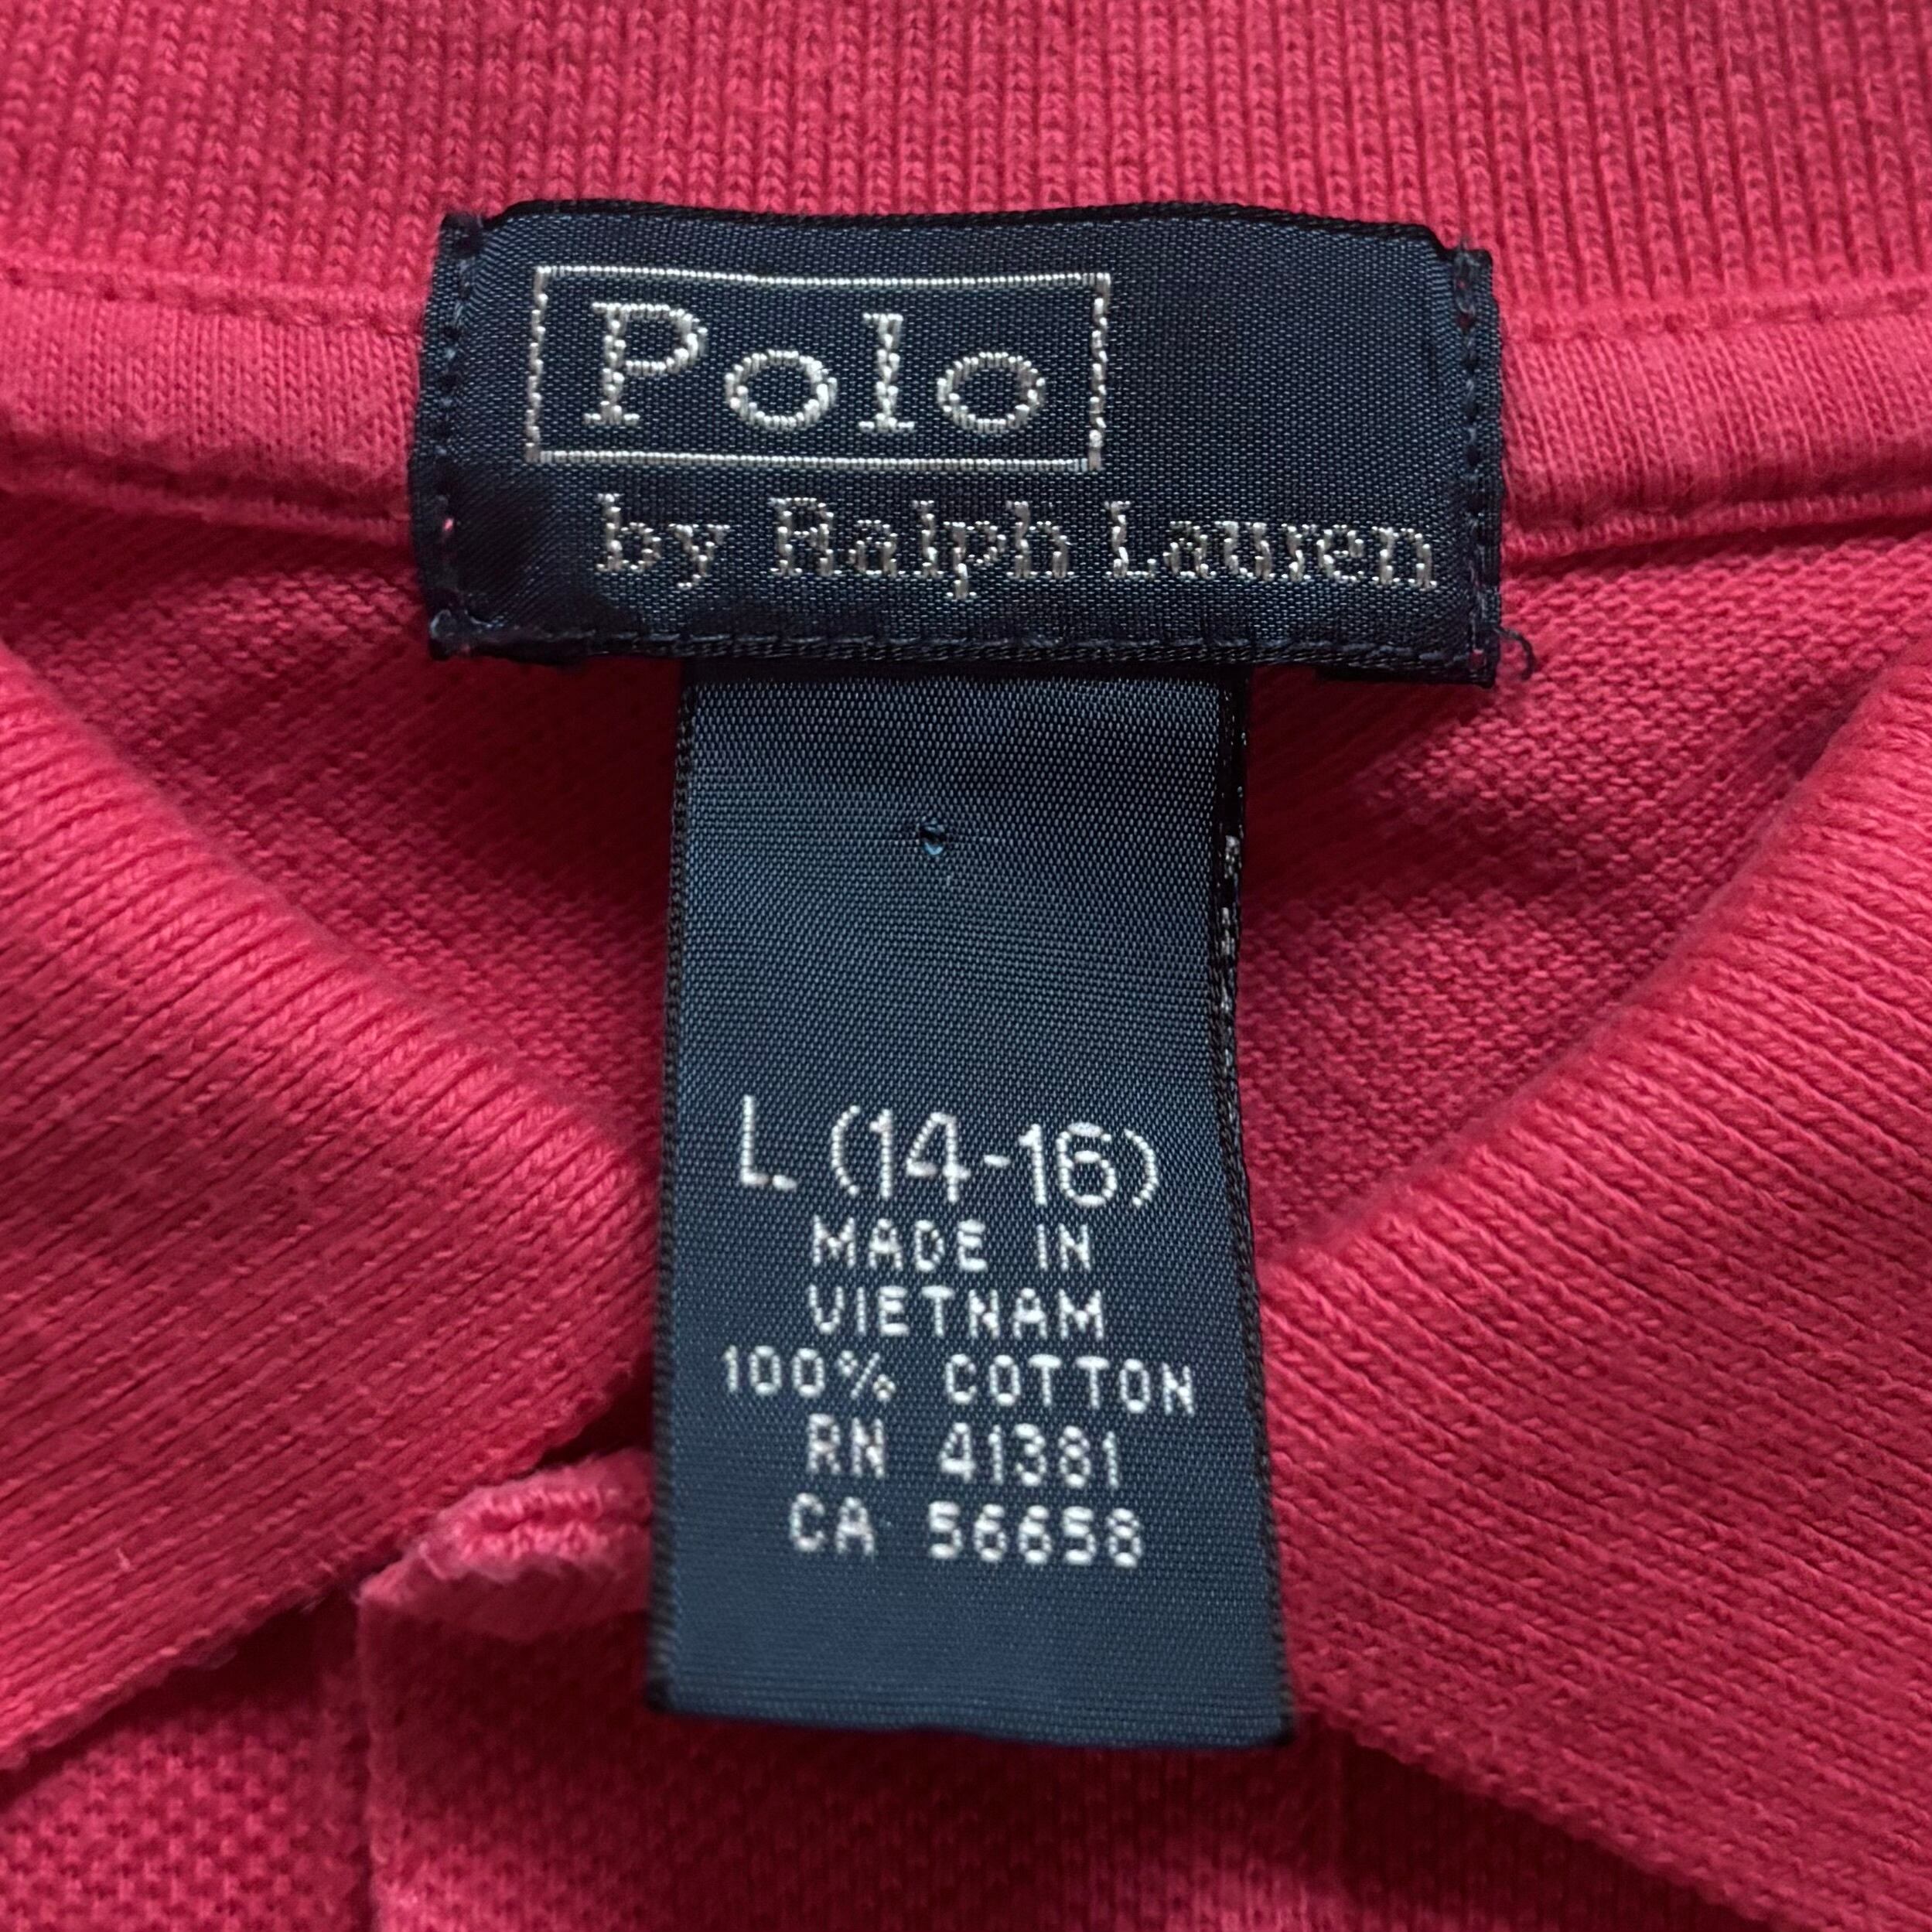 Polo
by Ralph Lauren
L (14-16)
MADE IN
VIETNAM
100% COTTON
RN 41381
CA 56658